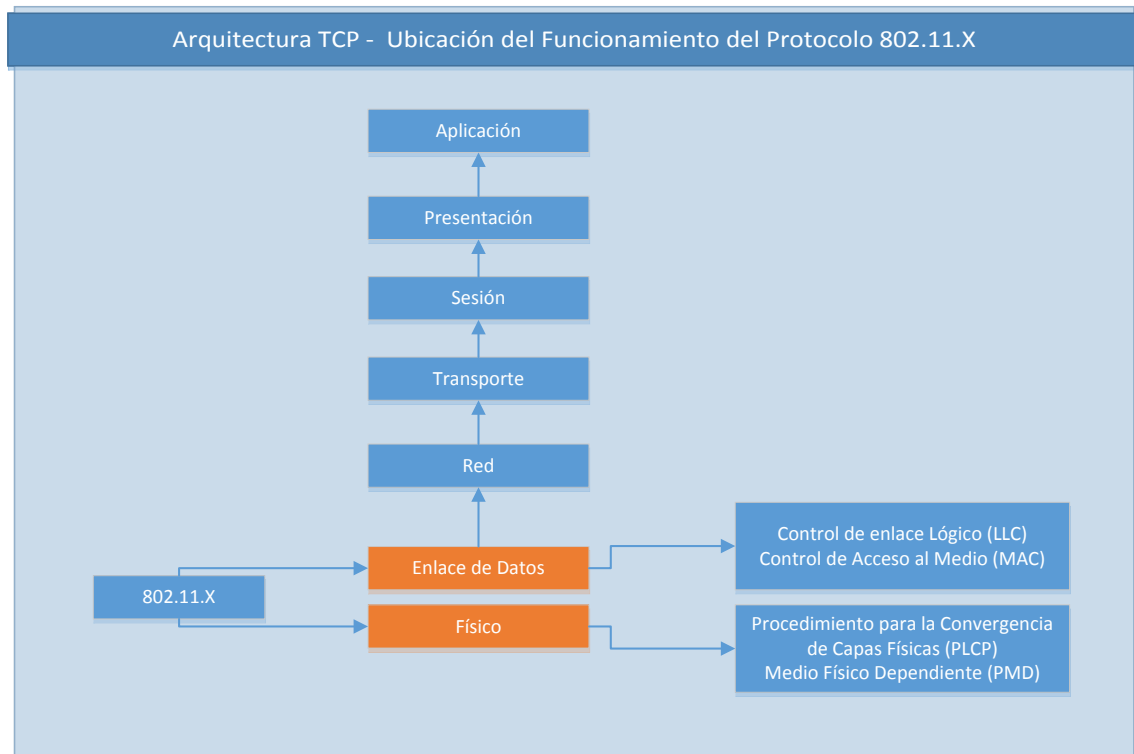 Arquitectura TCP - Ubicación del Funcionamiento del Protocolo 802.11.X
Aplicación
Presentación
Sesión
Transporte
Red
Enlace de Datos
Control de enlace Lógico (LLC)
Control de Acceso al Medio (MAC)
802.11.X
Físico
Procedimiento para la Convergencia
de Capas Físicas (PLCP)
Medio Físico Dependiente (PMD)